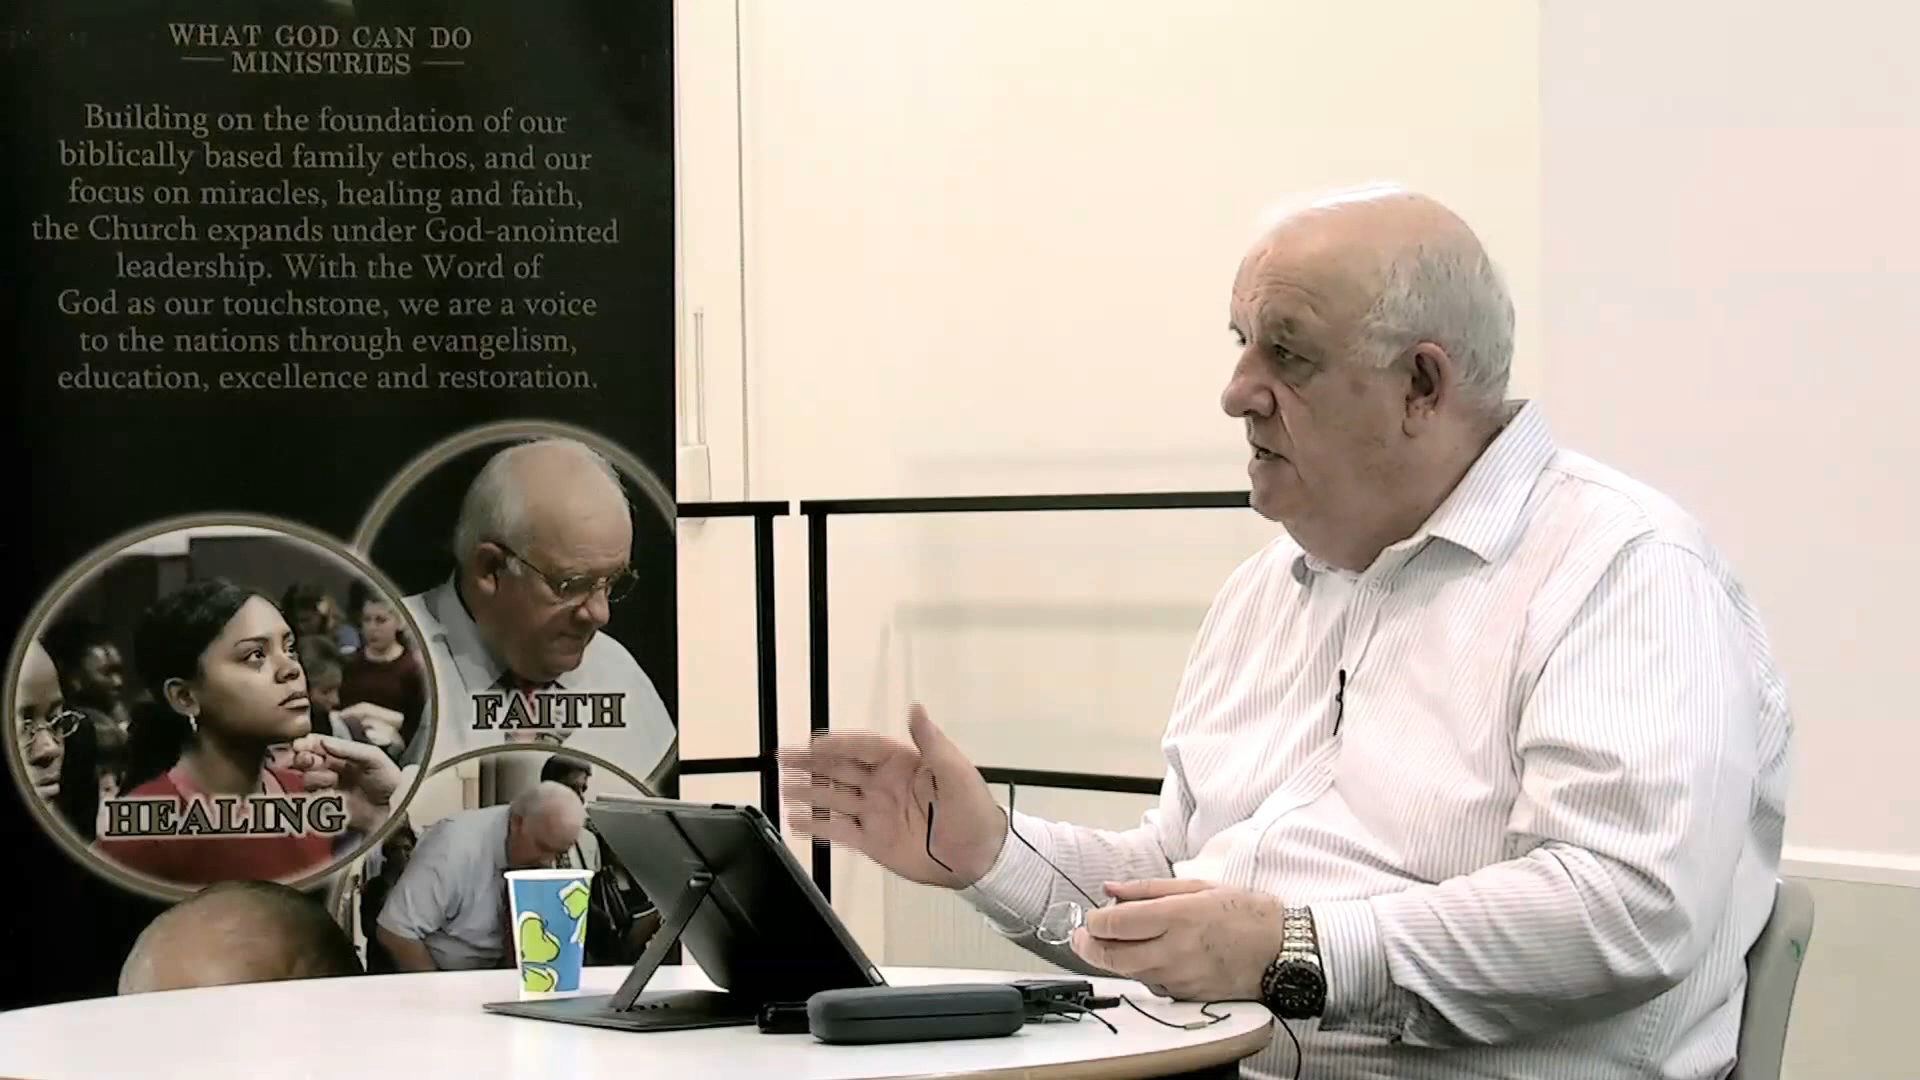 WHAT GOD CAN DO
MINISTRIES
Building on the foundation of our
biblically based family ethos, and our
focus on miracles, healing and faith,
the Church expands under God-anointed
leadership. With the Word of
God as our touchstone, we are a voice
to the nations through evangelism,
education, excellence and restoration.
FAITH
HEALING